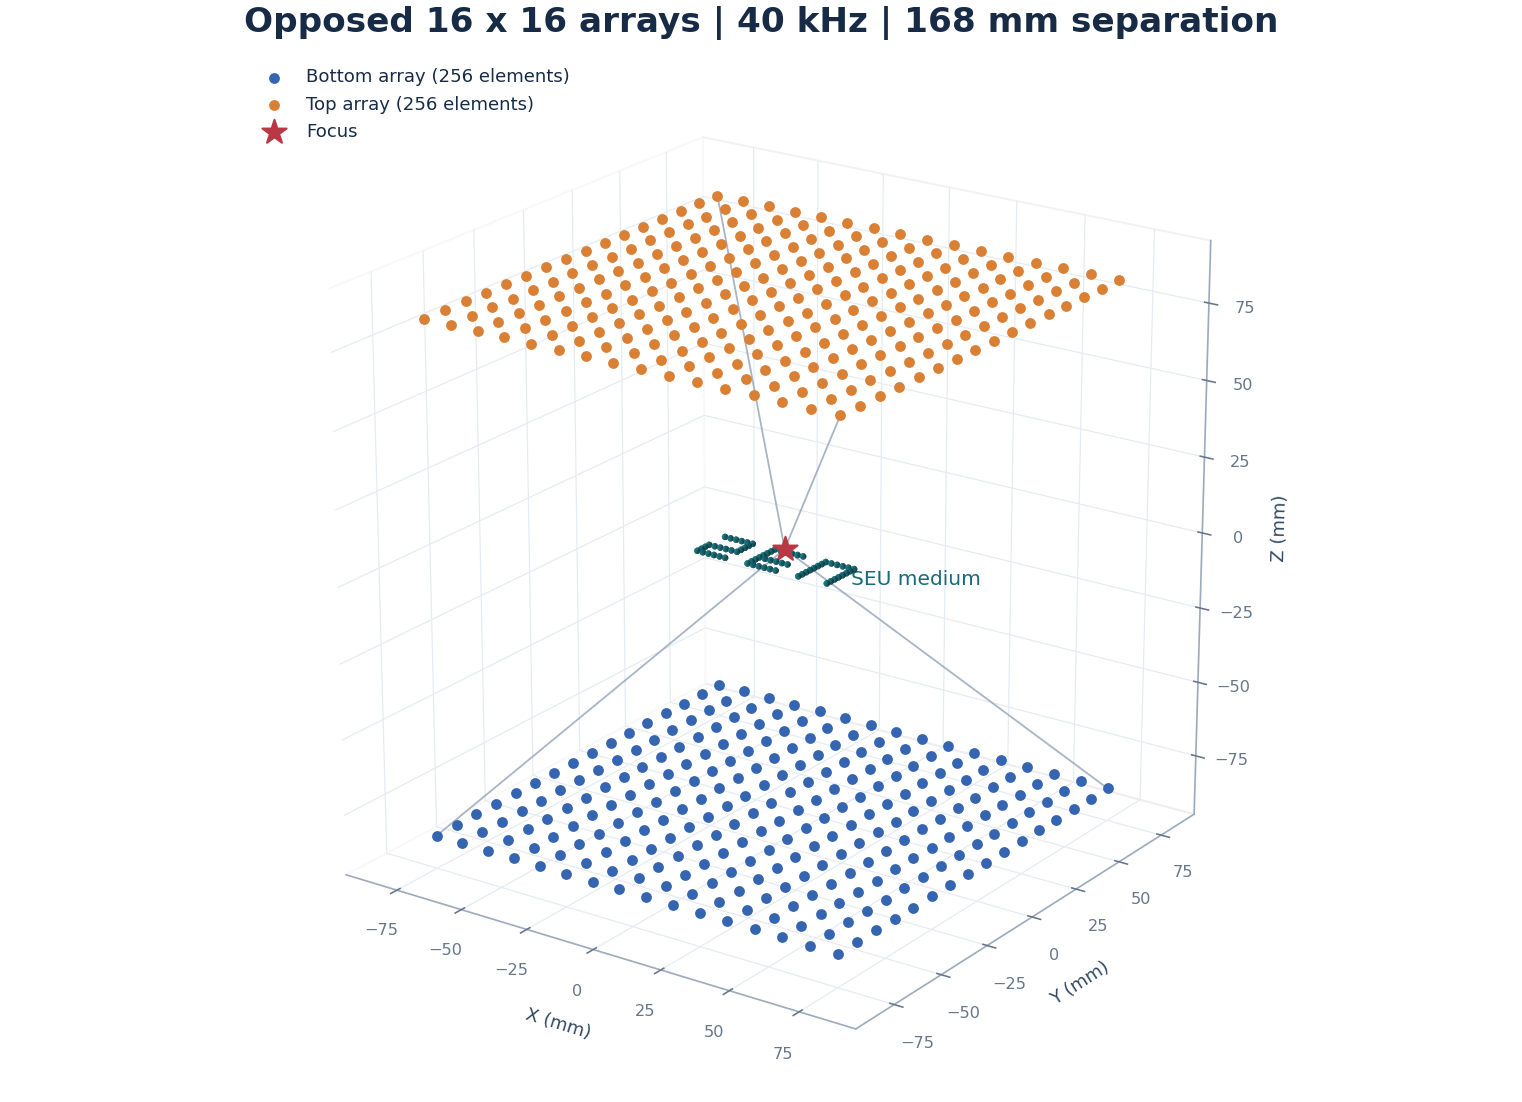 Opposed 16 x 16 arrays | 40 kHz | 168 mm separation
Bottom array (256 elements)
Top array (256 elements)
Focus
75
50
25
0
−25
−50
−75
Z (mm)
SEU
SEU medium
−75
−50
−25
0
25
50
75
X (mm)
−75
−50
−25
0
25
50
75
Y (mm)